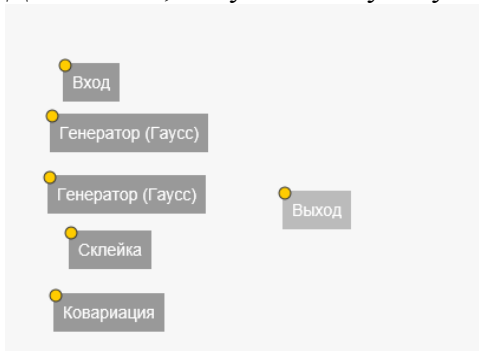 Вход
Генератор (Гаусс)
Генератор (Гаусс)
Выход
Склейка
Ковариация